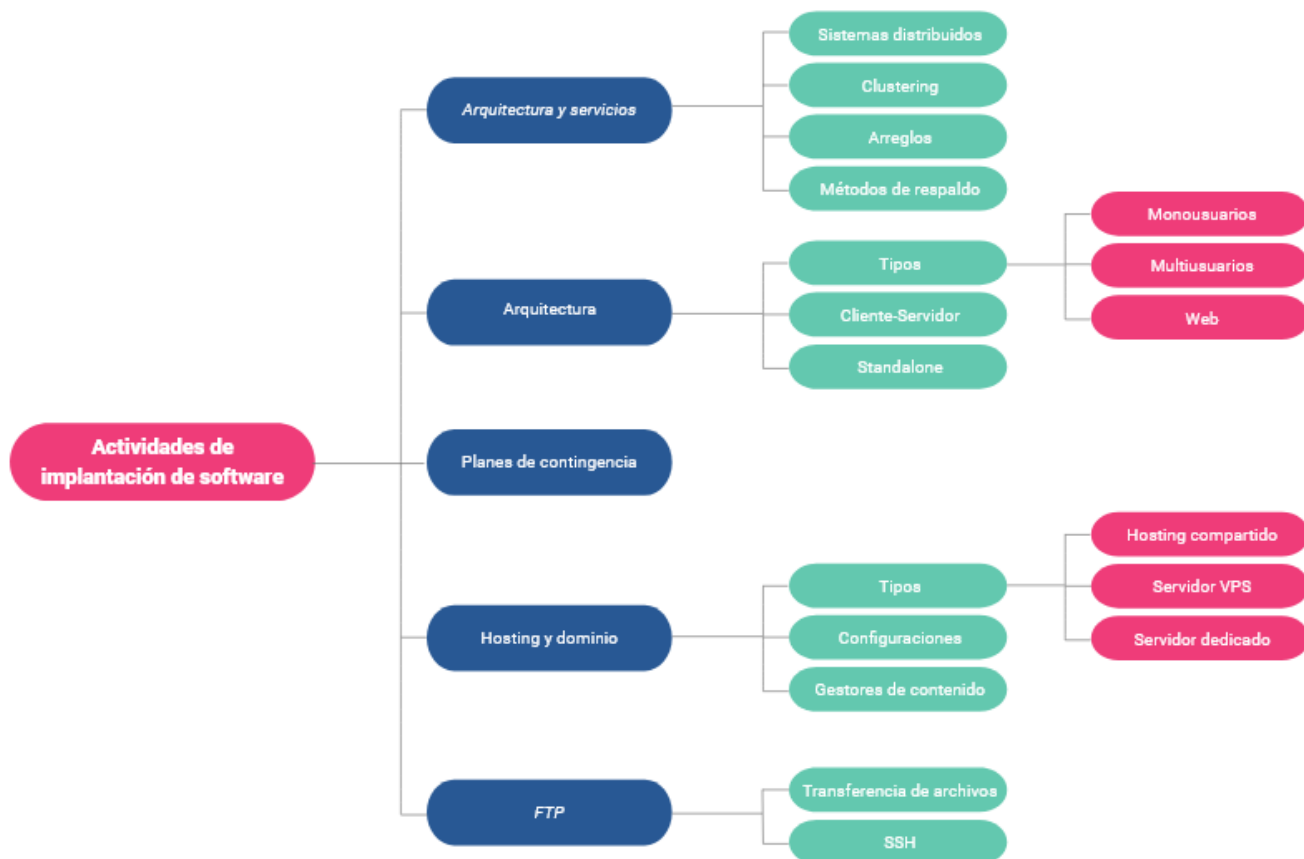 Sistemas distribuidos
Arquitectura y servicios
Clustering
Arreglos
Métodos de respaldo
Monousuarios
Tipos
Multiusuarios
Arquitectura
Cliente-Servidor
Web
Standalone
Actividades de
implantación de software
Planes de contingencia
Hosting compartido
Tipos
Servidor VPS
Hosting y dominio
Configuraciones
Servidor dedicado
Gestores de contenido
Transferencia de archivos
FTP
SSH